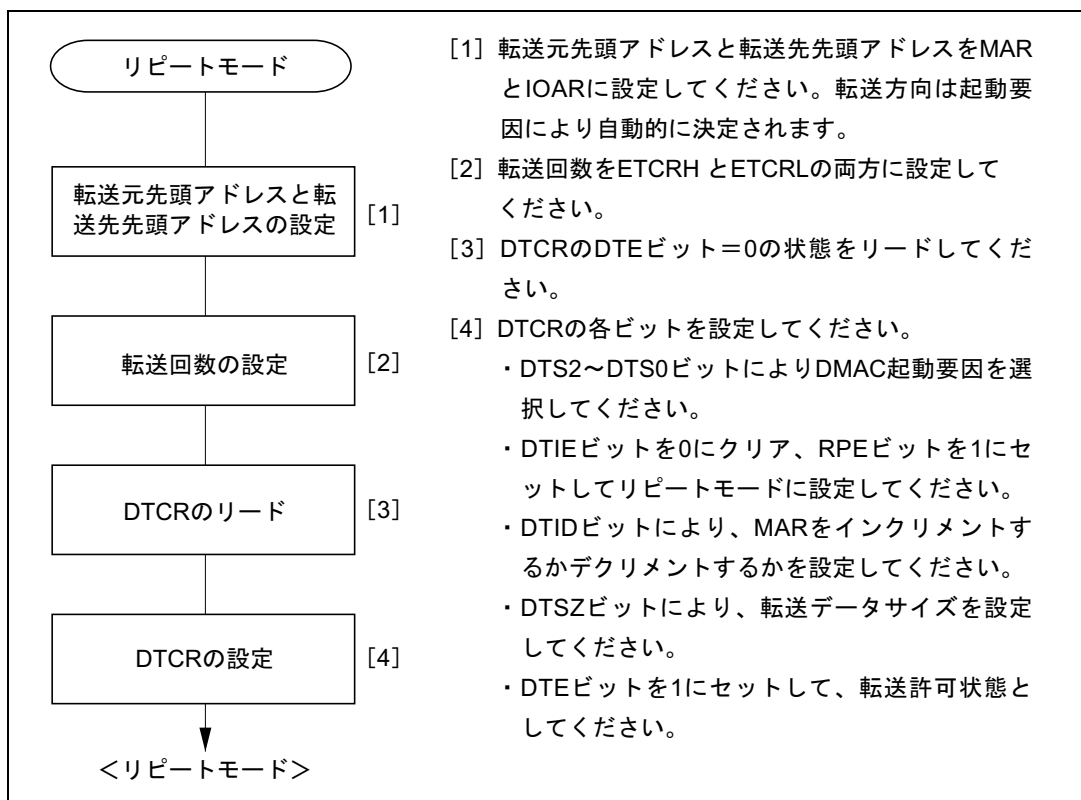 リピートモード
転送元先頭アドレスと転
送先先頭アドレスの設定
[1]
転送回数の設定
[2]
DTCRのリード
[3]
DTCRの設定
[4]
＜リピートモード＞
[1] 転送元先頭アドレスと転送先先頭アドレスをMAR
とIOARに設定してください。転送方向は起動要
因により自動的に決定されます。
[2] 転送回数をETCRH とETCRLの両方に設定して
ください。
[3] DTCRのDTEビット＝0の状態をリードしてくだ
さい。
[4] DTCRの各ビットを設定してください。
・DTS2～DTS0ビットによりDMAC起動要因を選
択してください。
・DTIEビットを0にクリア、RPEビットを1にセ
ットしてリピートモードに設定してください。
・DTIDビットにより、MARをインクリメントす
るかデクリメントするかを設定してください。
・DTSZビットにより、転送データサイズを設定
してください。
・DTEビットを1にセットして、転送許可状態と
してください。